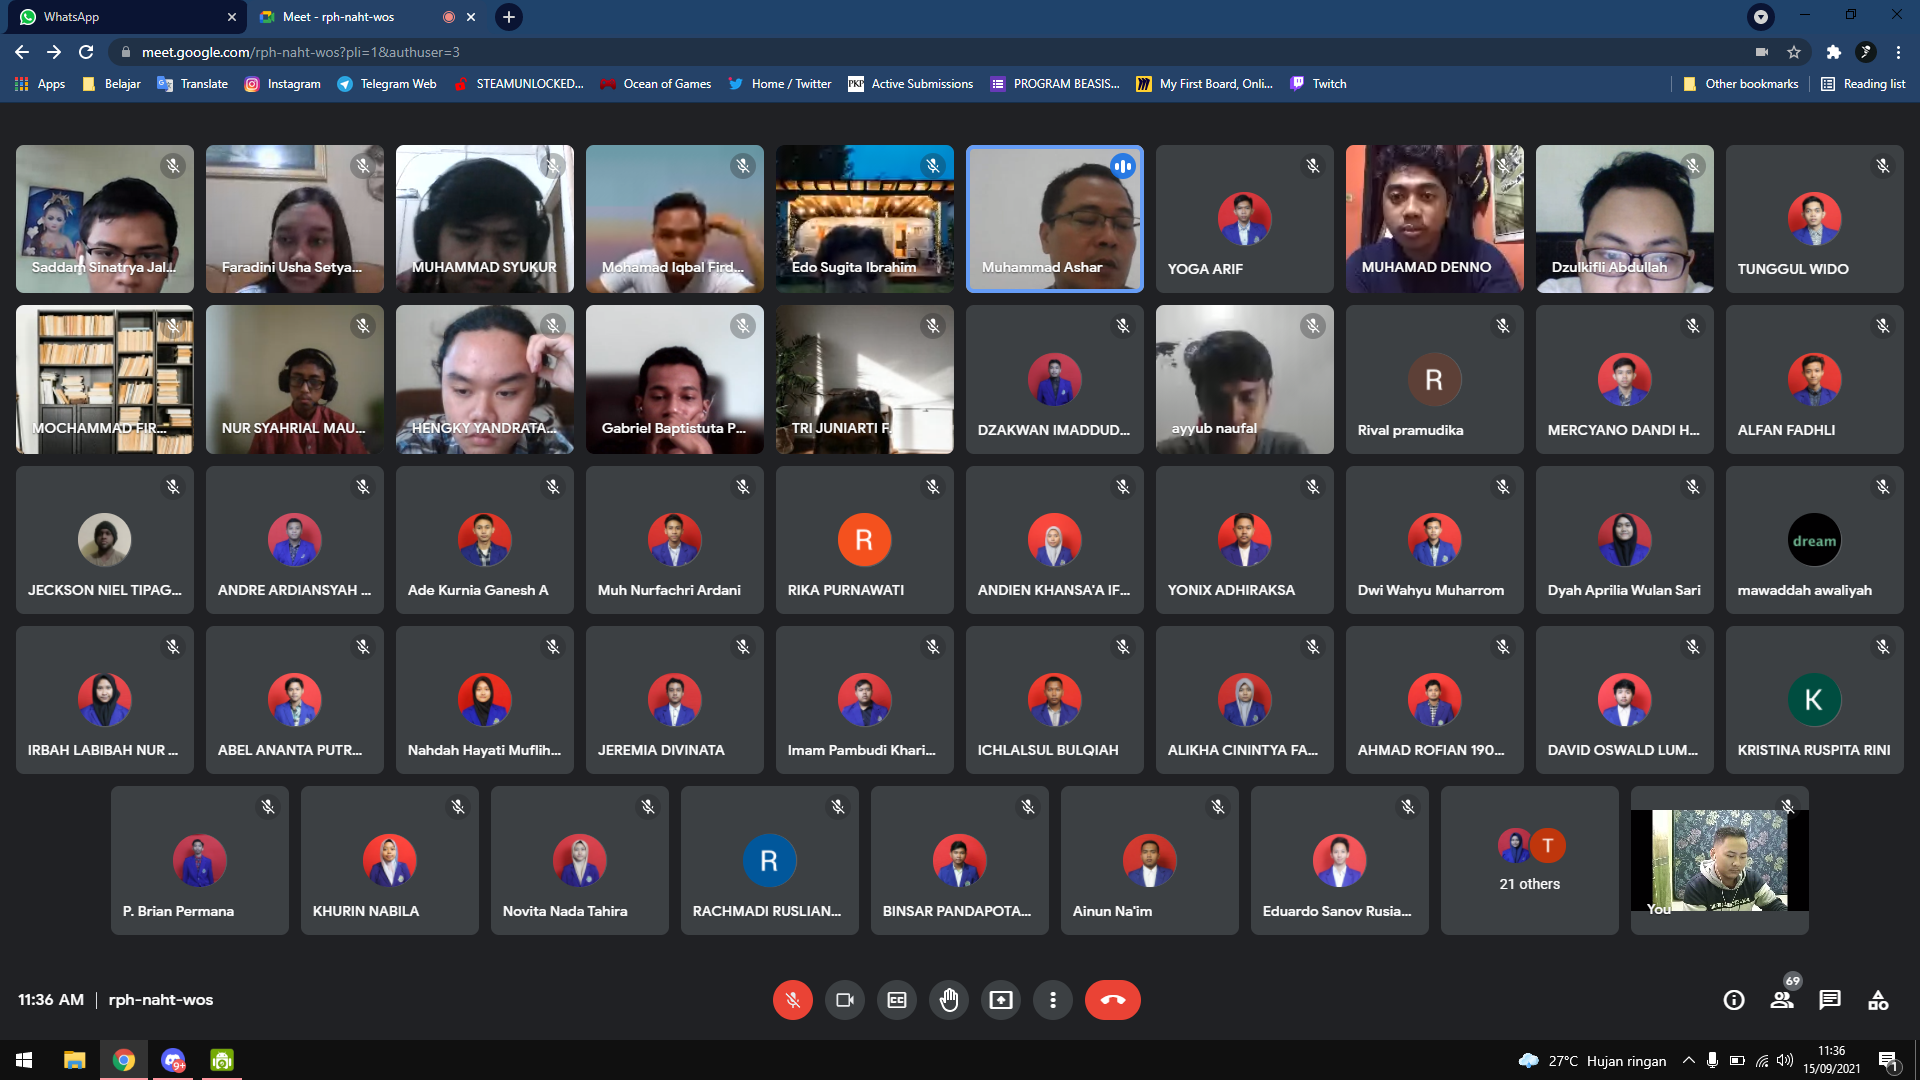 WhatsApp
Meet - rph-naht-wos
meet.google.com/rph-naht-wos?pli=1&authuser=3
Apps
Belajar
Translate
Instagram
Telegram Web
STEAMUNLOCKED...
Ocean of Games
Home / Twitter
PKP
Active Submissions
PROGRAM BEASIS...
My First Board, Onli...
Twitch
Other bookmarks
Reading list
Saddam Sinatrya Jal...
Faradini Usha Setya...
MUHAMMAD SYUKUR
Mohamad Iqbal Fird...
Edo Sugita Ibrahim
Muhammad Ashar
YOGA ARIF
MUHAMAD DENNO
Dzulkifli Abdullah
TUNGGUL WIDO
MOCHAMMAD FIR...
NUR SYAHRIAL MAU...
HENGKY YANDRATA...
Gabriel Baptistuta P...
TRI JUNIARTI F.
DZAKWAN IMADDUD...
ayyub naufal
R
Rival pramudika
MERCYANO DANDI H...
ALFAN FADHLI
JECKSON NIEL TIPAG...
ANDRE ARDIANSYAH ...
Ade Kurnia Ganesh A
Muh Nurfachri Ardani
R
RIKA PURNAWATI
ANDIEN KHANSA'A IF...
YONIX ADHIRAKSA
Dwi Wahyu Muharrom
Dyah Aprilia Wulan Sari
dream
mawaddah awaliyah
IRBAH LABIBAH NUR ...
ABEL ANANTA PUTR...
Nahdah Hayati Muflih...
JEREMIA DIVINATA
Imam Pambudi Khari...
ICHLALSUL BULQIAH
ALIKHA CININTYA FA...
AHMAD ROFIAN 190...
DAVID OSWALD LUM...
K
KRISTINA RUSPITA RINI
P. Brian Permana
KHURIN NABILA
Novita Nada Tahira
R
RACHMADI RUSLIAN...
BINSAR PANDAPOTA...
Ainun Na'im
Eduardo Sanov Rusia...
T
21 others
You
11:36 AM | rph-naht-wos
CC
69
9+
27°C Hujan ringan
11:36
15/09/2021
1